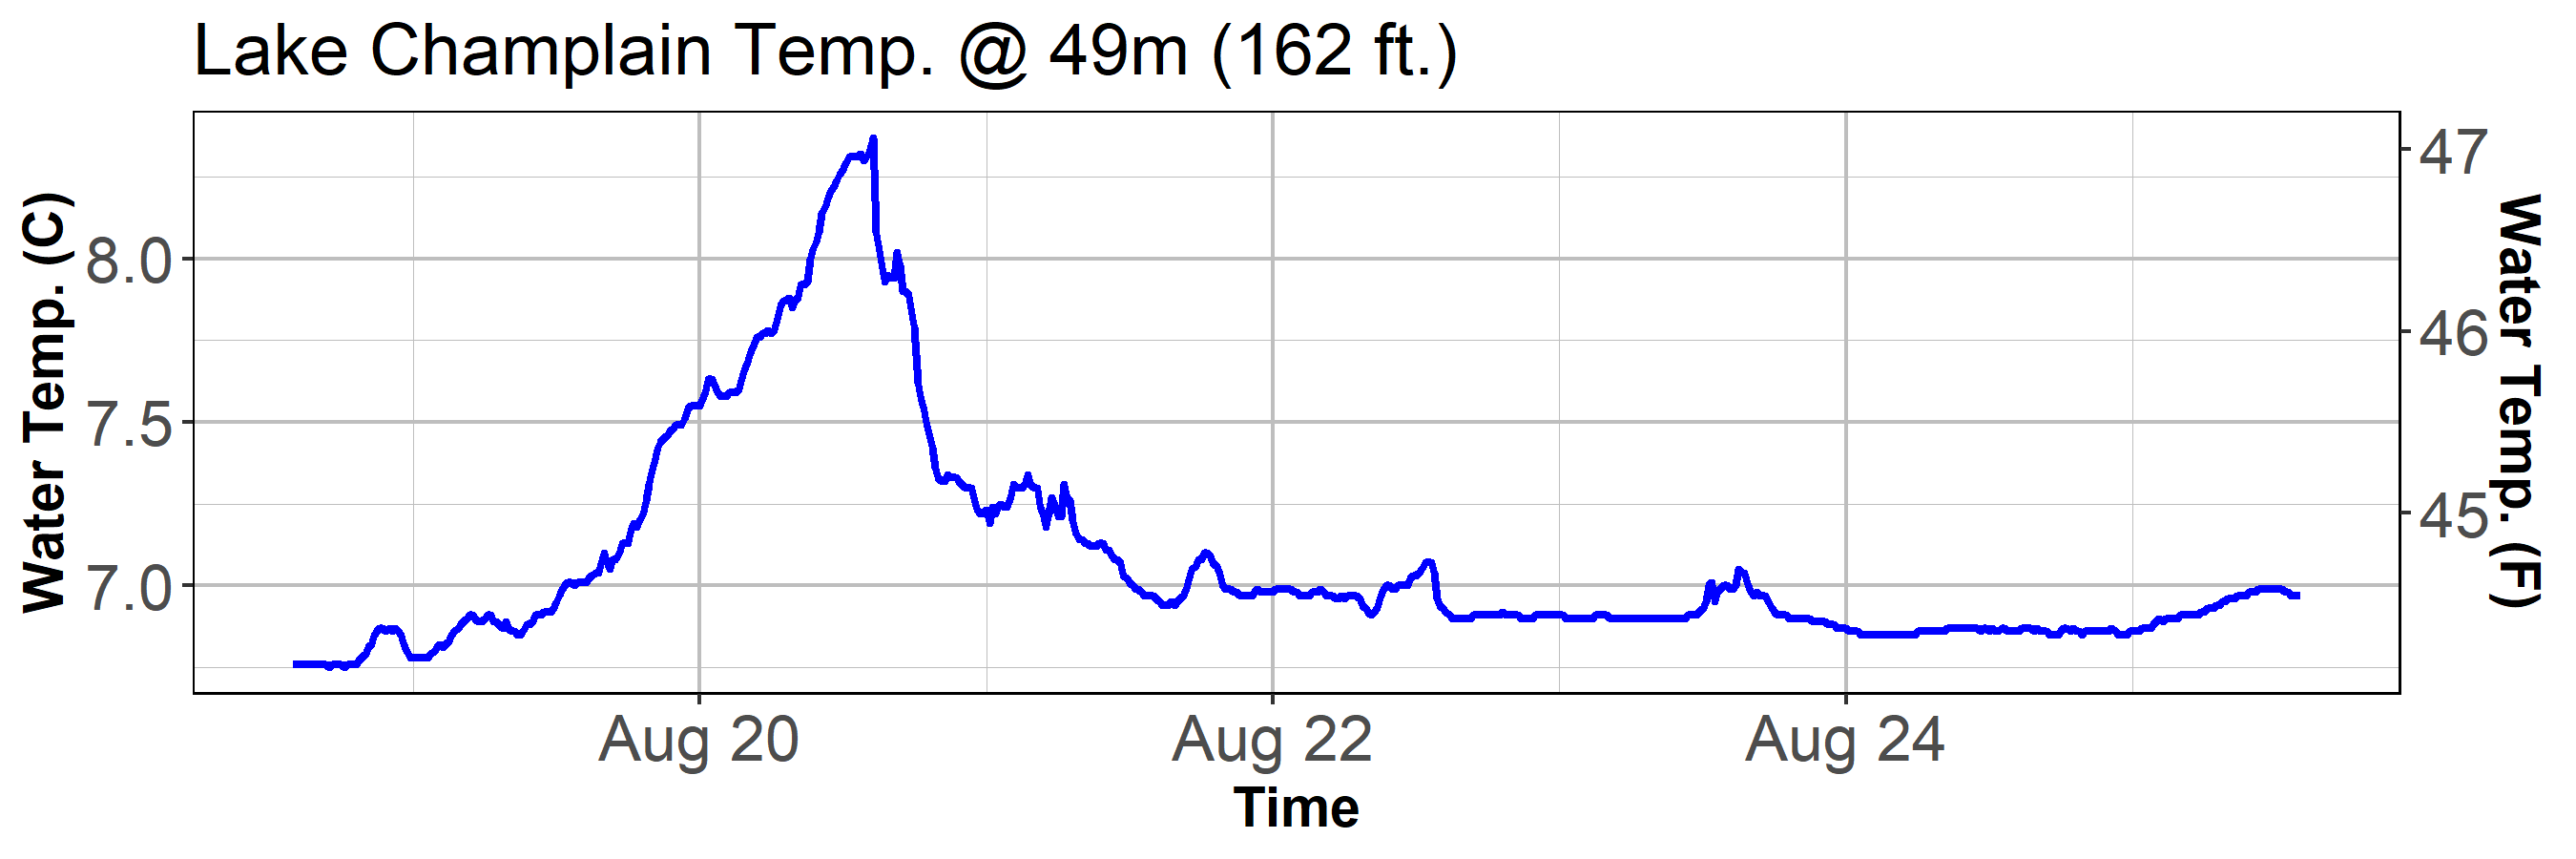 Lake Champlain Temp. @ 49m (162 ft.)
Water Temp. (C)
8.0
7.5
7.0
47
46
45
Water Temp. (F)
Aug 20 Aug 22 Aug 24
Time